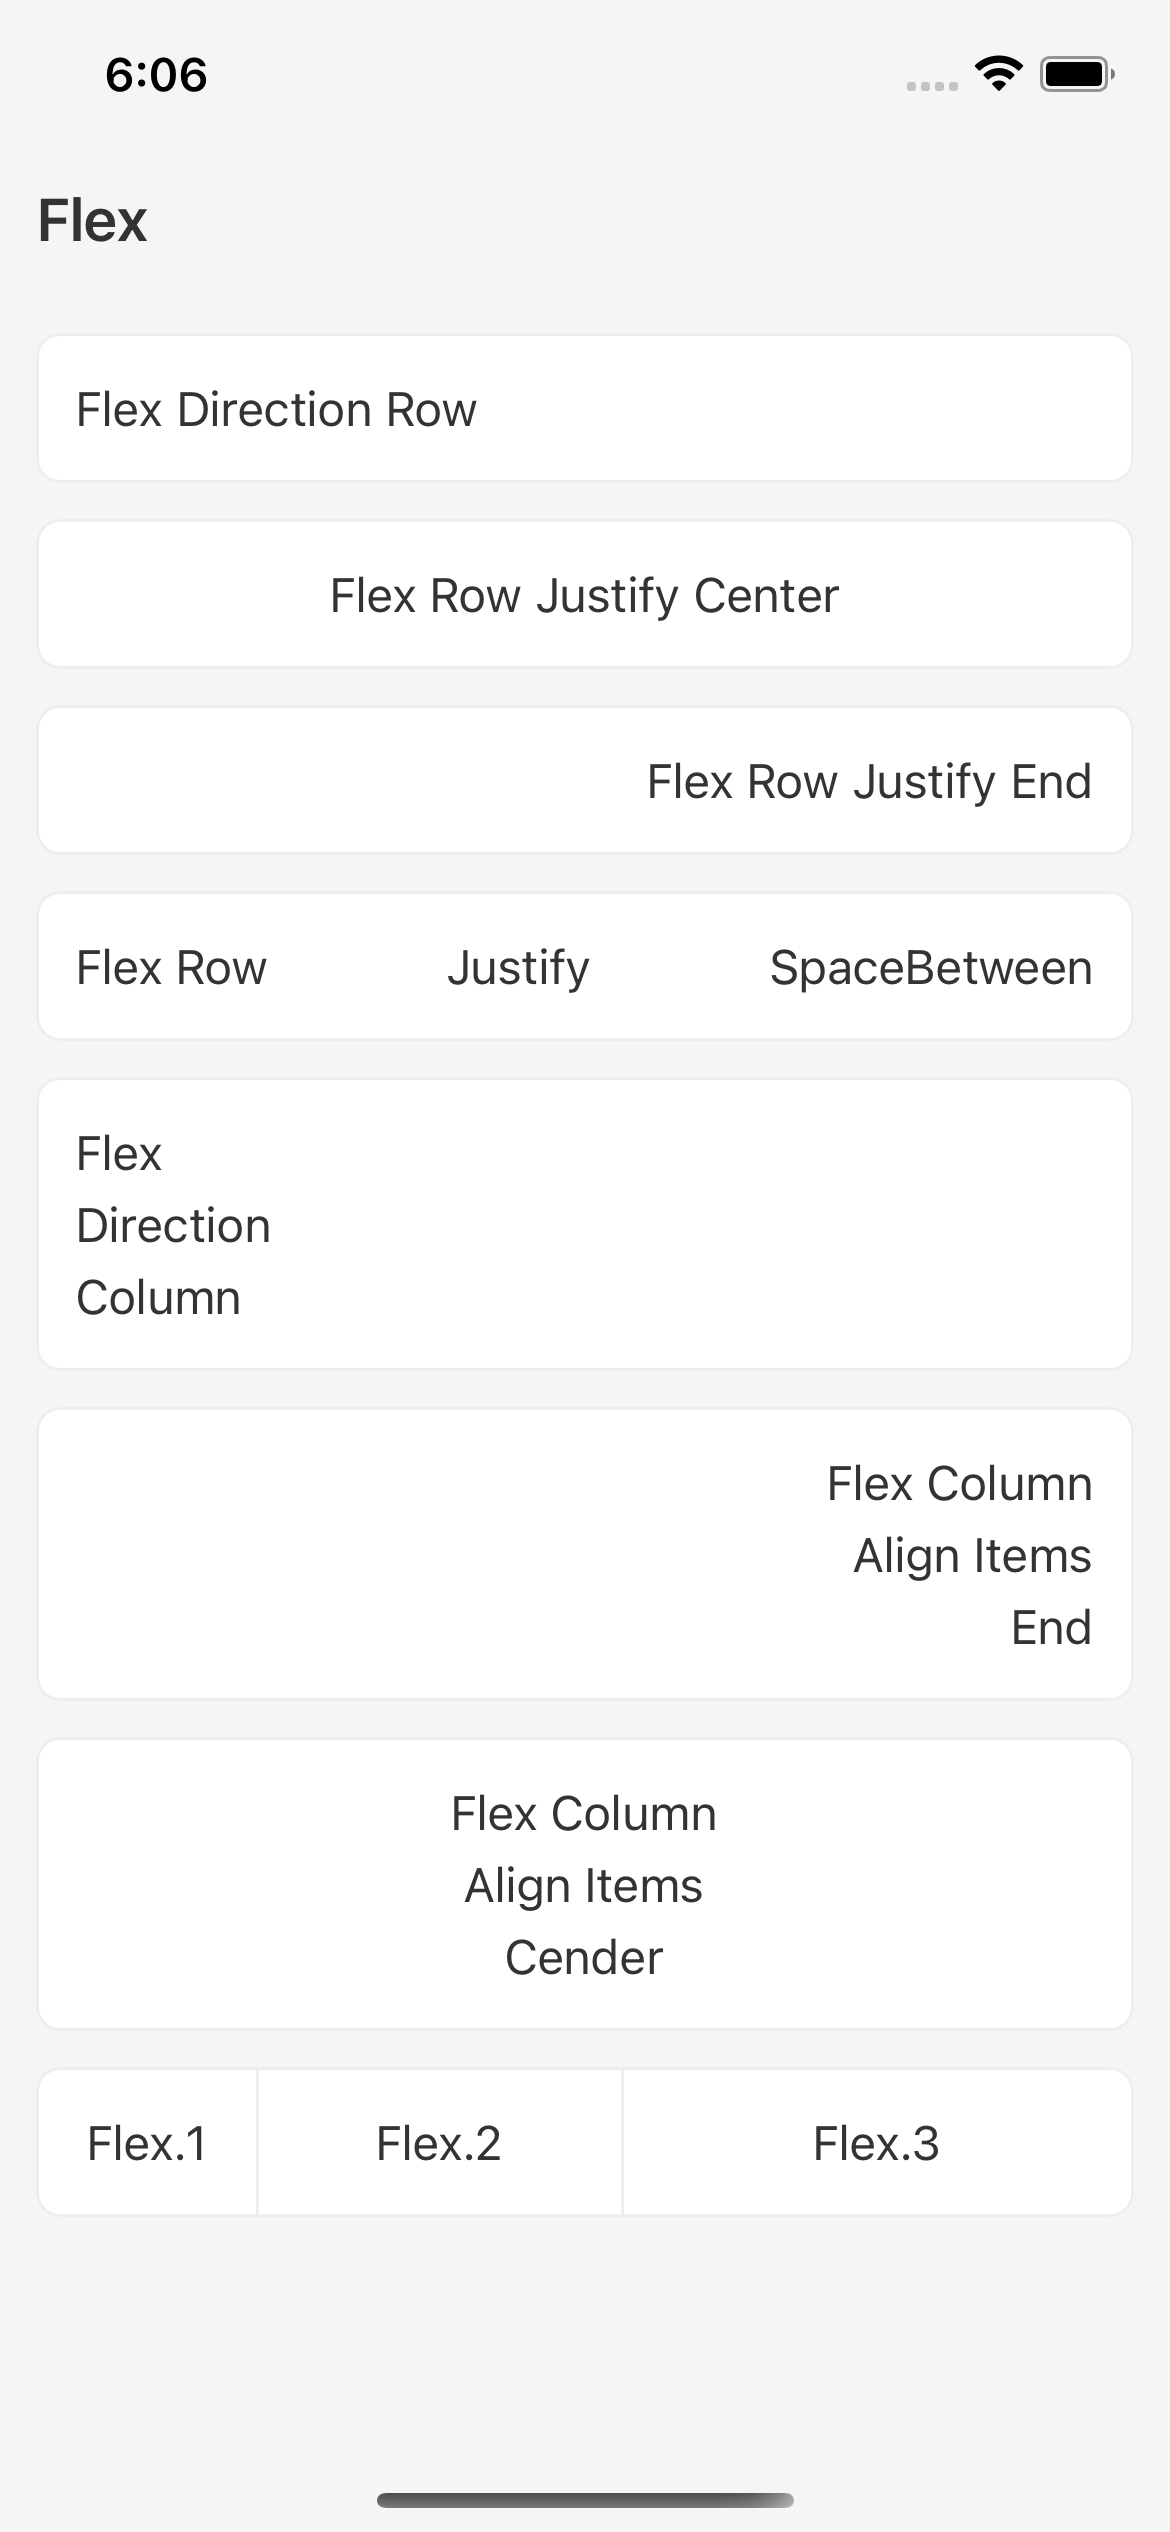 6:06
Flex
Flex Direction Row
Flex Row Justify Center
Flex Row Justify End
Flex Row Justify SpaceBetween
Flex
Direction
Column
Flex Column
Align Items
End
Flex Column
Align Items
Cender
Flex.1 Flex.2 Flex.3